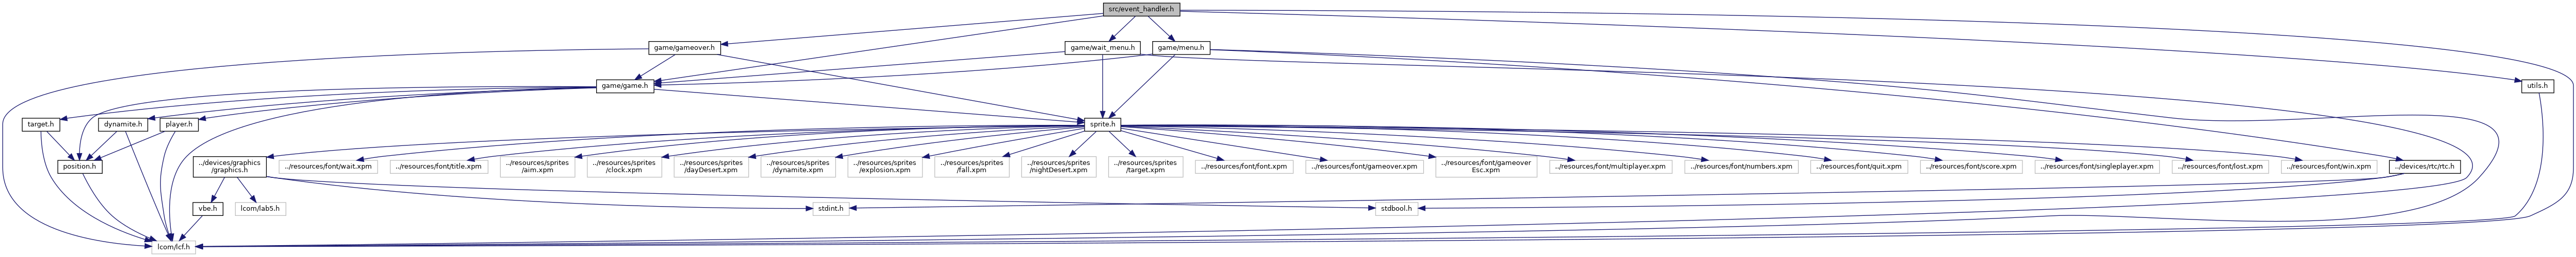 src/event_handler.h
game/gameover.h
game/wait_menu.h
game/menu.h
game/game.h
utils.h
target.h
dynamite.h
player.h
sprite.h
position.h
../devices/graphics
/graphics.h
../resources/font/wait.xpm
../resources/font/title.xpm
../resources/sprites
/aim.xpm
../resources/sprites
/clock.xpm
../resources/sprites
/dayDesert.xpm
../resources/sprites
/dynamite.xpm
../resources/sprites
/explosion.xpm
../resources/sprites
/fall.xpm
../resources/sprites
/nightDesert.xpm
../resources/sprites
/target.xpm
../resources/font/font.xpm
../resources/font/gameover.xpm
../resources/font/gameover
Esc.xpm
../resources/font/multiplayer.xpm
../resources/font/numbers.xpm
../resources/font/quit.xpm
../resources/font/score.xpm
../resources/font/singleplayer.xpm
../resources/font/lost.xpm
../resources/font/win.xpm
../devices/rtc/rtc.h
vbe.h
lcom/lab5.h
stdint.h
stdbool.h
lcom/lcf.h